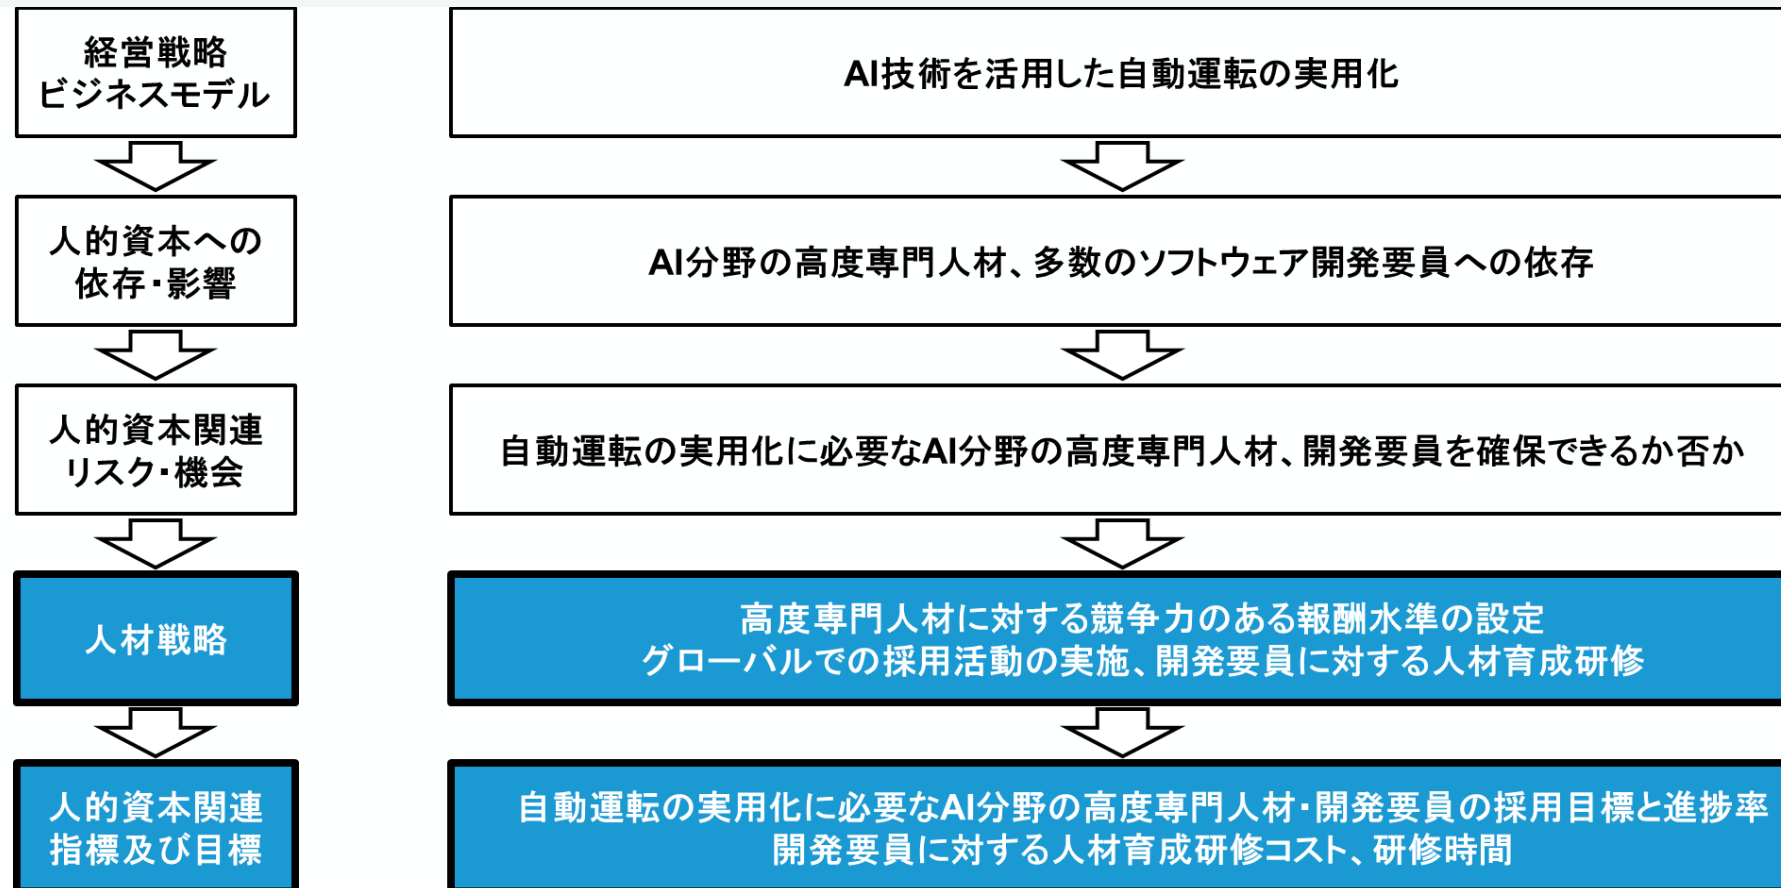 経営戦略
ビジネスモデル
AI技術を活用した自動運転の実用化
人的資本への
依存・影響
AI分野の高度専門人材、多数のソフトウェア開発要員への依存
人的資本関連
リスク・機会
自動運転の実用化に必要なAI分野の高度専門人材、開発要員を確保できるか否か
人材戦略
高度専門人材に対する競争力のある報酬水準の設定
グローバルでの採用活動の実施、開発要員に対する人材育成研修
人的資本関連
指標及び目標
自動運転の実用化に必要なAI分野の高度専門人材・開発要員の採用目標と進捗率
開発要員に対する人材育成研修コスト、研修時間